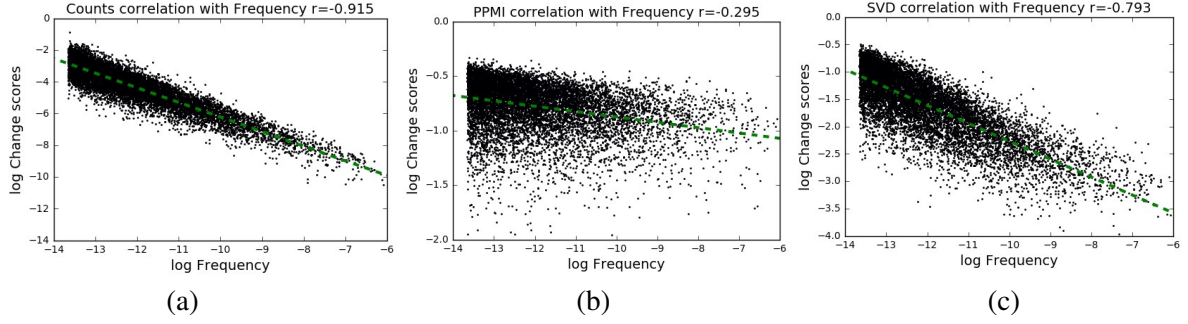 Counts correlation with Frequency r=-0.915
0
−2
−4
−6
−8
−10
−12
−14
log Change scores
−14 −13 −12 −11 −10 −9 −8 −7 −6
log Frequency
(a)
PPMI correlation with Frequency r=-0.295
0.0
−0.5
−1.0
−1.5
−2.0
log Change scores
−14 −13 −12 −11 −10 −9 −8 −7 −6
log Frequency
(b)
SVD correlation with Frequency r=-0.793
0.0
−0.5
−1.0
−1.5
−2.0
−2.5
−3.0
−3.5
−4.0
log Change scores
−14 −13 −12 −11 −10 −9 −8 −7 −6
log Frequency
(c)